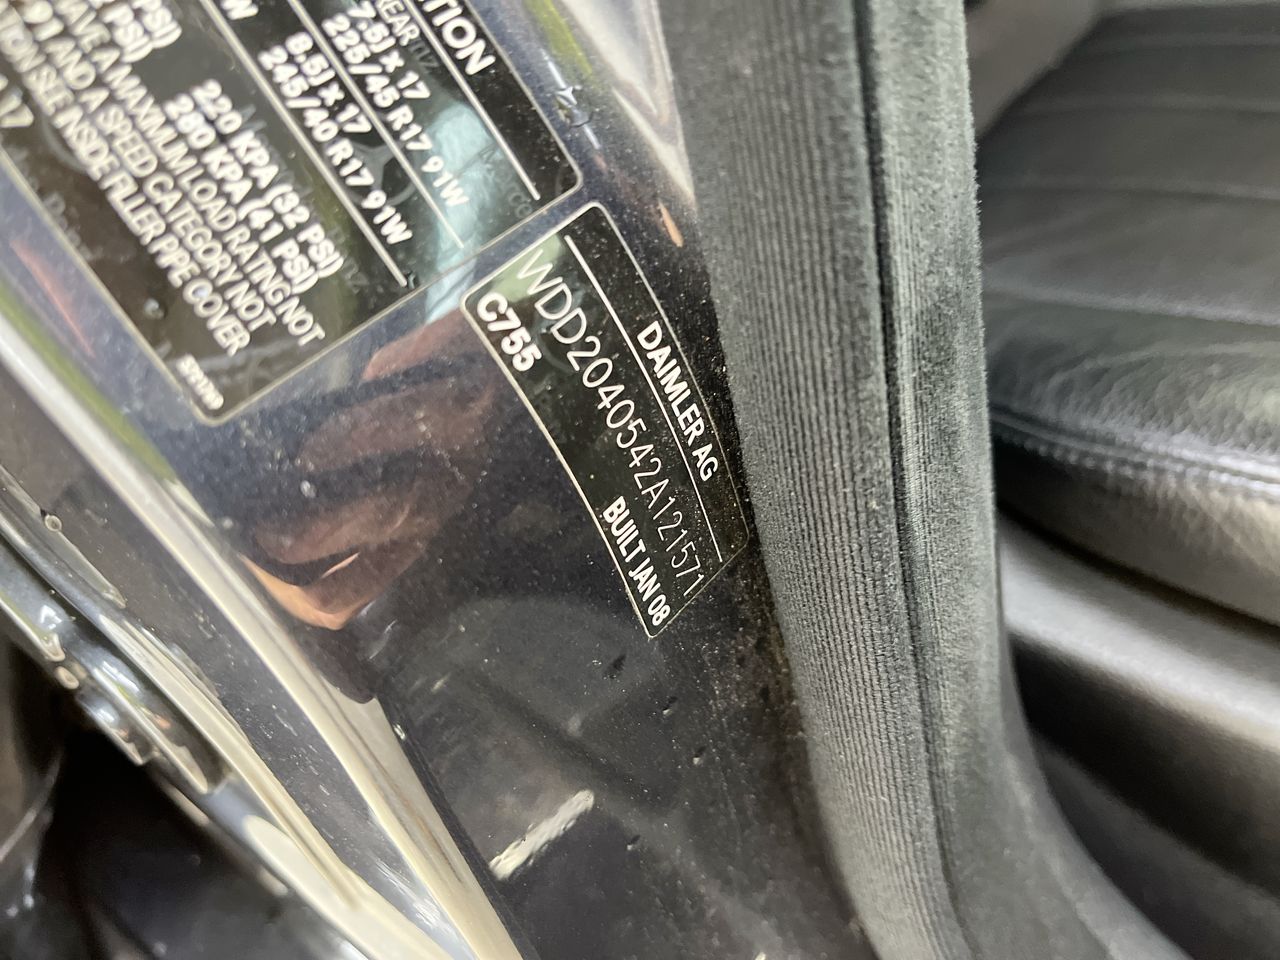 TION
REAR
7.5J x 17
225/45 R17 91W
8.5J x 17
245/40 R17 91W
220 KPA (32 PSI)
280 KPA (41 PSI)
HAVE A MAXIMUM LOAD RATING NOT
91 AND A SPEED CATEGORY NOT
TION SEE INSIDE FILLER PIPE COVER
DAIMLER AG
WDD2040542A121571
C755 BUILT JAN 08